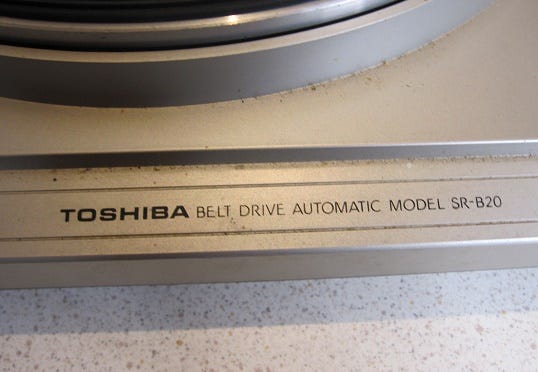 TOSHIBA BELT DRIVE AUTOMATIC MODEL SR-B20